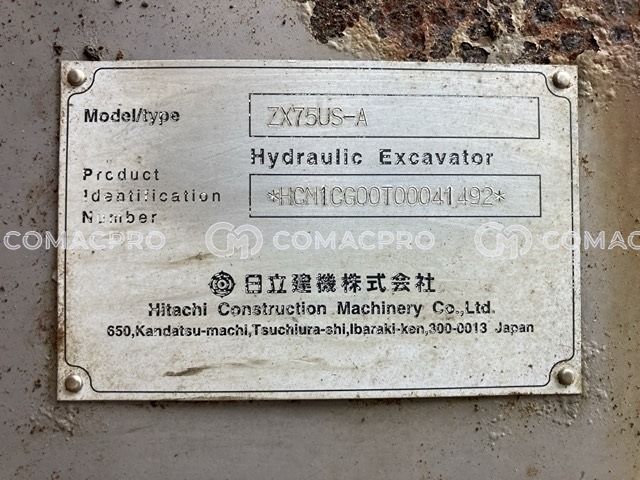 Model/type ZX75US-A
Hydraulic Excavator
Product
Identification *HCM1CG00T00041492*
Number
COMACPRO COMACPRO COMACPRO
日立建機株式会社
Hitachi Construction Machinery Co.,Ltd.
650,Kandatsu-machi,Tsuchiura-shi,Ibaraki-ken,300-0013 Japan